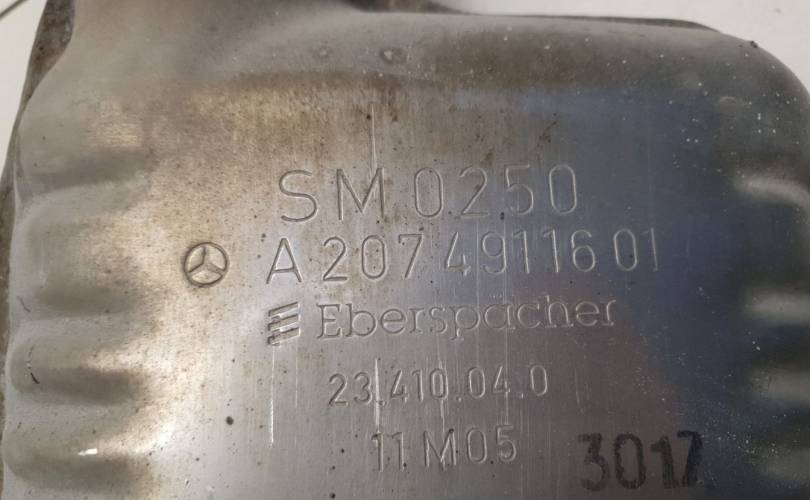 SM 0250
A 207 491 16 01
Eberspächer
23.410.04.0
11 M05 3017